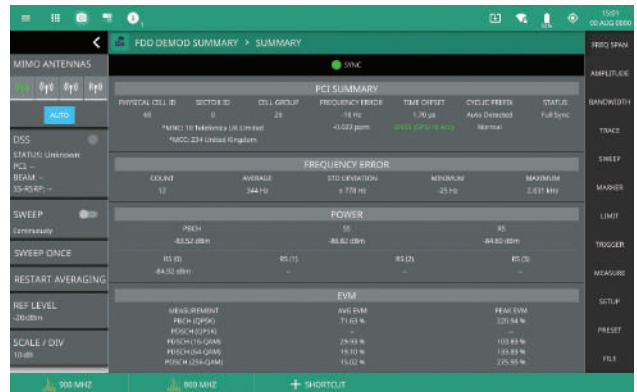 15:01
00 AUG 0000
FDD DEMOD SUMMARY > SUMMARY
FREQ SPAN
MIMO ANTENNAS
SYNC
AMPLITUDE
PCI SUMMARY
PHYSICAL CELL ID SECTOR ID CELL GROUP FREQUENCY ERROR TIME OFFSET CYCLIC PREFIX STATUS
60 0 20 -18 Hz 1.70 µs Auto Detected Full Sync
*MNC: 10 Telefonica UK Limited -0.023 ppm Normal
*MCC: 234 United Kingdom
BANDWIDTH
AUTO
TRACE
DSS
STATUS: Unknown
PCI: --
BEAM: --
SS-RSRP: --
SWEEP
FREQUENCY ERROR
COUNT AVERAGE STD DEVIATION MINIMUM MAXIMUM
12 344 Hz ± 778 Hz -25 Hz 2.631 kHz
MARKER
SWEEP
Continuously
LIMIT
POWER
PBCH SS RS
-83.52 dBm -86.82 dBm -84.80 dBm
RS (0) RS (1) RS (2) RS (3)
-84.92 dBm -- -- --
TRIGGER
SWEEP ONCE
RESTART AVERAGING
MEASURE
EVM
MEASUREMENT AVG EVM PEAK EVM
PBCH (QPSK) 71.63 % 220.94 %
PDSCH (QPSK) -- --
PDSCH (16-QAM) 29.93 % 103.83 %
PDSCH (64-QAM) 19.10 % 133.83 %
PDSCH (256-QAM) 15.02 % 275.95 %
REF LEVEL
-20 dBm
SETUP
SCALE / DIV
10 dB
PRESET
FILE
900 MHZ
800 MHZ
SHORTCUT